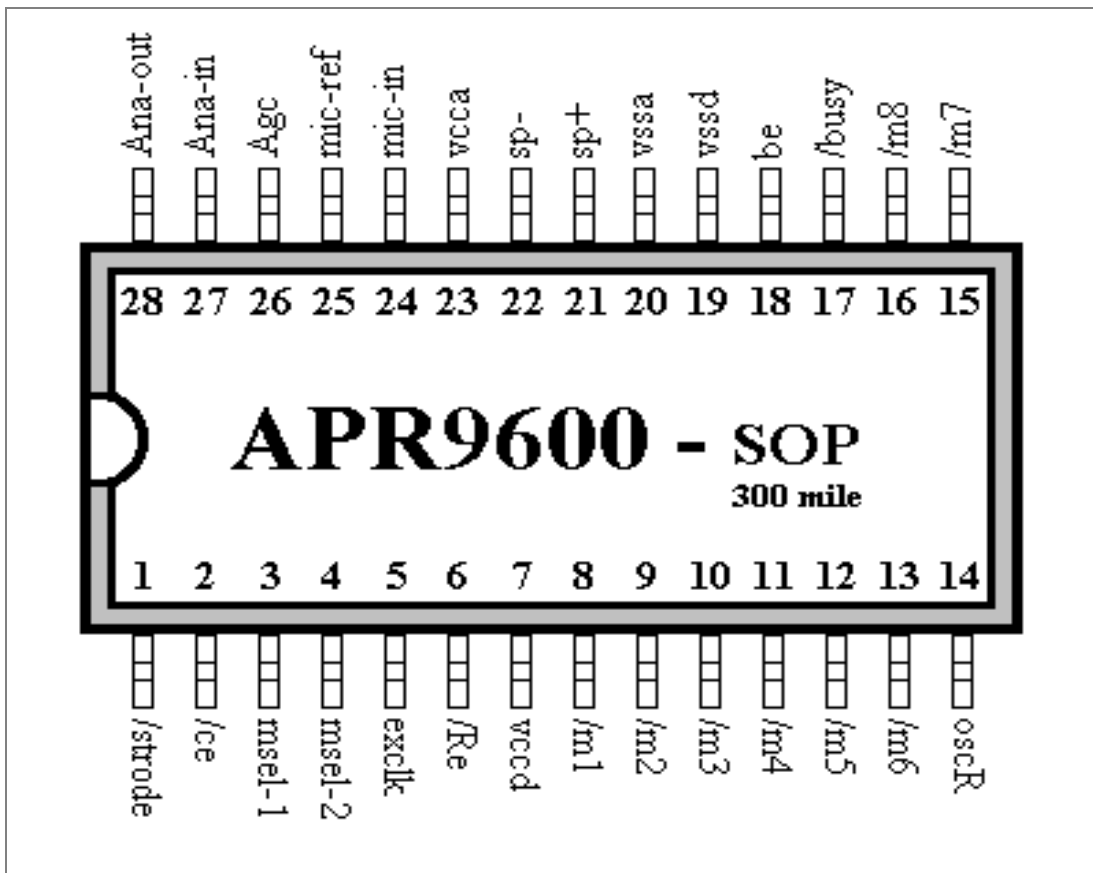 Ana-out Ana-in Agc mic-ref mic-in vcca sp- sp+ vssa vssd be /busy /m8 /m7
28 27 26 25 24 23 22 21 20 19 18 17 16 15
APR9600 - SOP
300 mile
1 2 3 4 5 6 7 8 9 10 11 12 13 14
/strode /ce msel-1 msel-2 exclk /Re vccd /m1 /m2 /m3 /m4 /m5 /m6 oscR